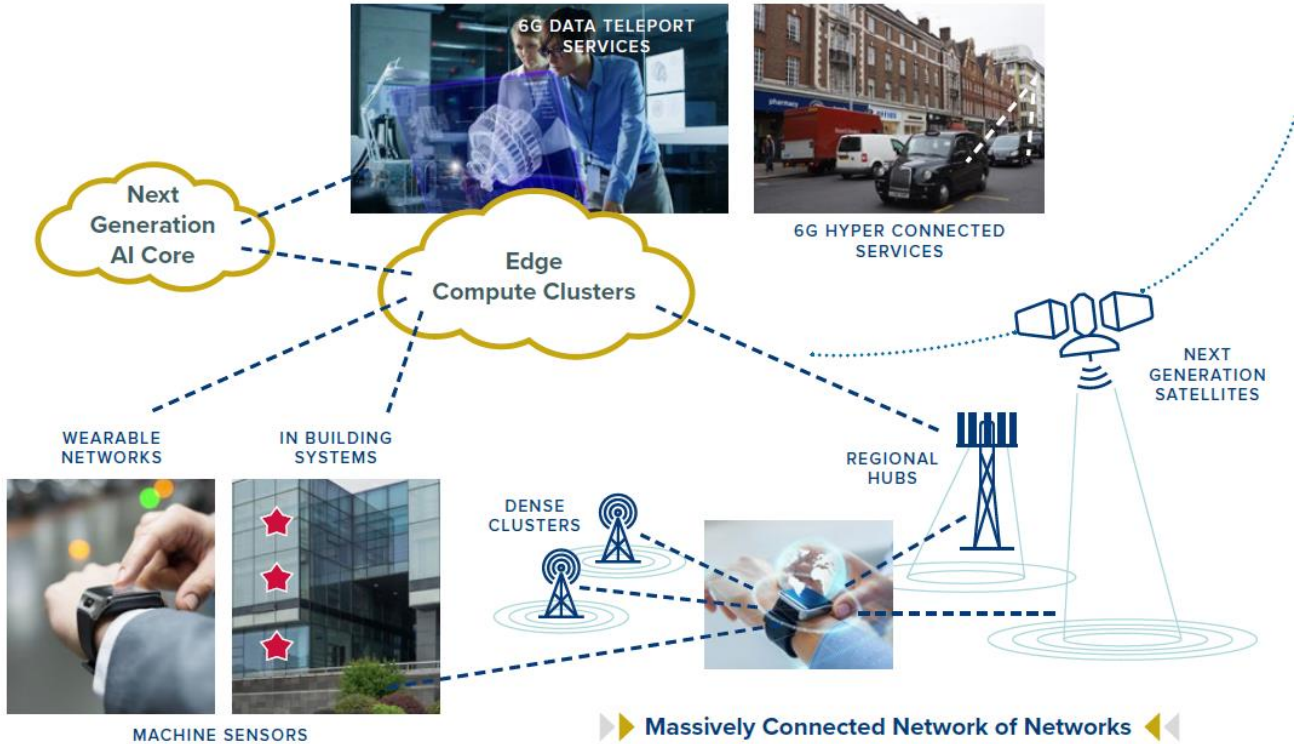 6G DATA TELEPORT
SERVICES
pharmacy
Next
Generation
AI Core
6G HYPER CONNECTED
SERVICES
Edge
Compute Clusters
NEXT
GENERATION
SATELLITES
WEARABLE
NETWORKS
IN BUILDING
SYSTEMS
REGIONAL
HUBS
DENSE
CLUSTERS
MACHINE SENSORS
Massively Connected Network of Networks